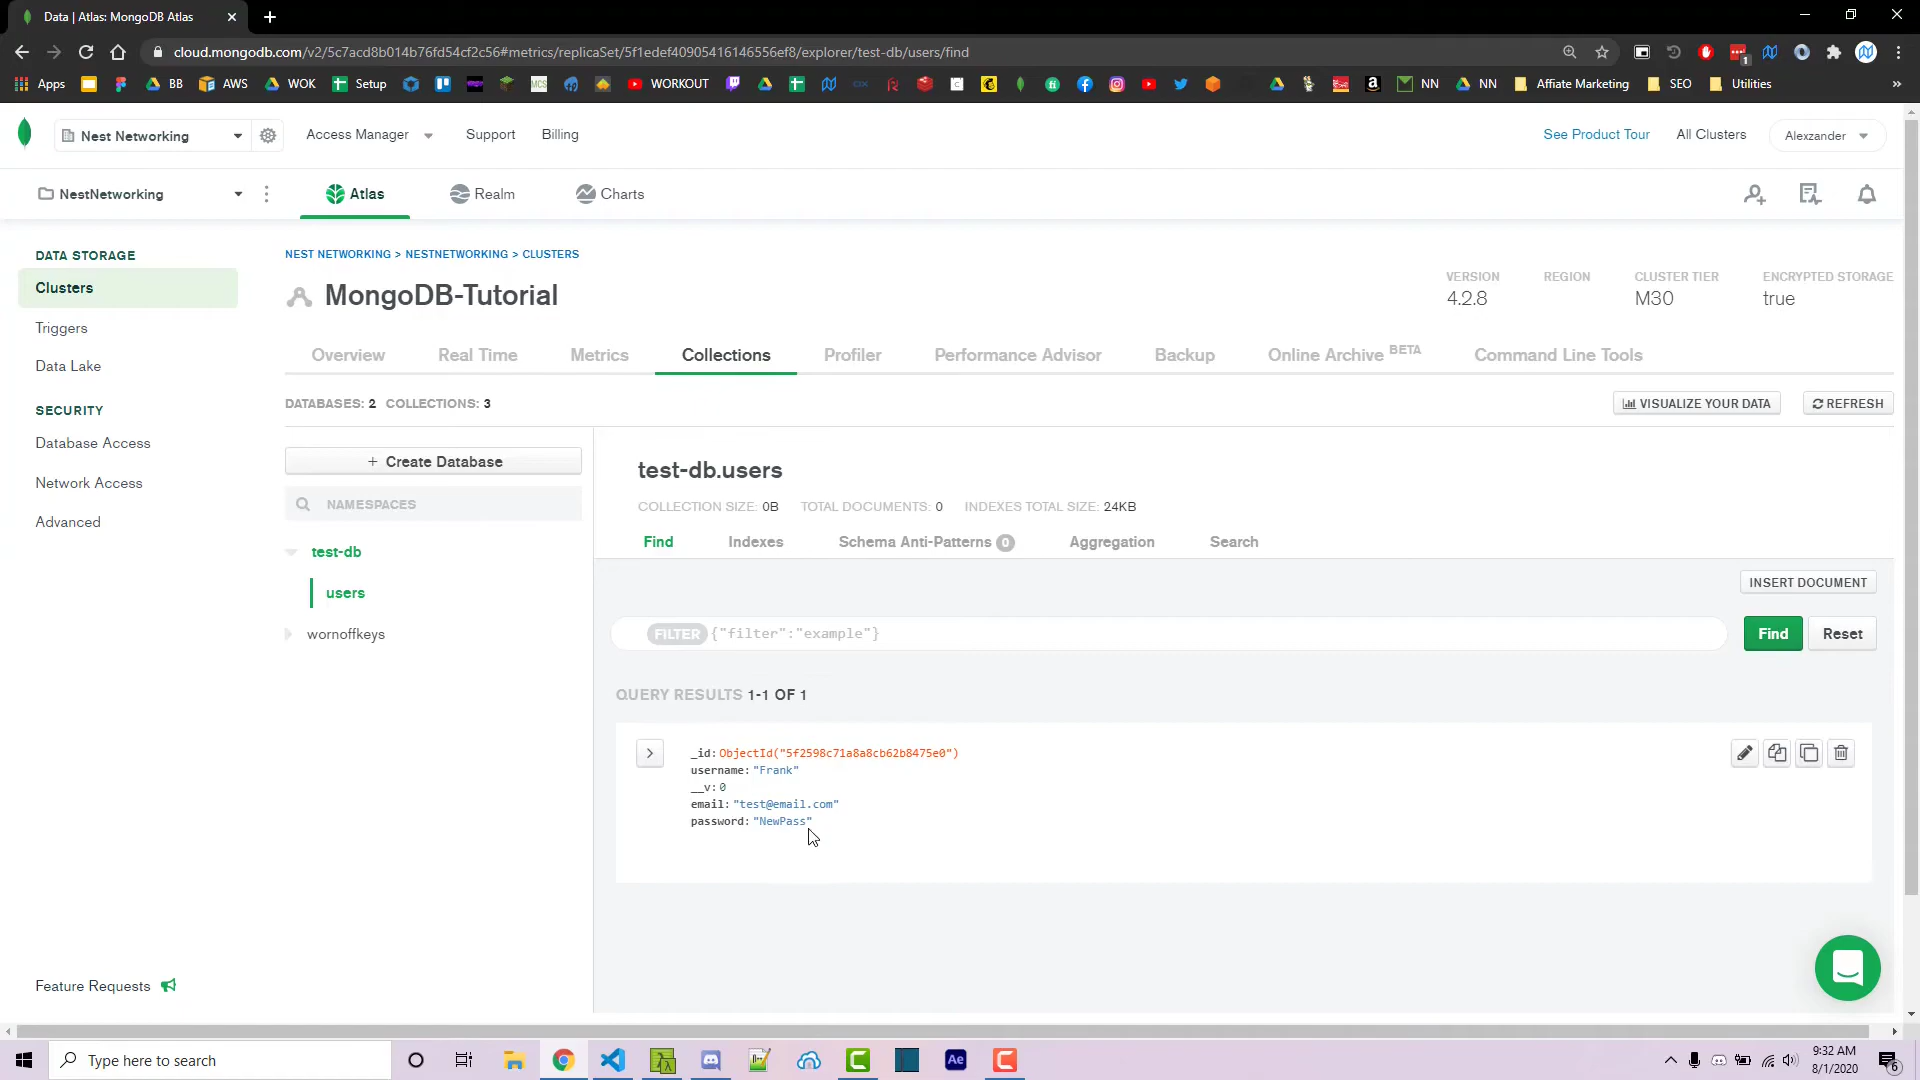 Data | Atlas: MongoDB Atlas
cloud.mongodb.com/v2/5c7acd8b014b76fd54cf2c56#metrics/replicaSet/5f1edef40905416146556ef8/explorer/test-db/users/find
Apps BB AWS WOK Setup MCS WORKOUT NN NN Affiate Marketing SEO Utilities »
Nest Networking Access Manager Support Billing See Product Tour All Clusters Alexzander
NestNetworking Atlas Realm Charts
DATA STORAGE
Clusters
Triggers
Data Lake
SECURITY
Database Access
Network Access
Advanced
Feature Requests
NEST NETWORKING > NESTNETWORKING > CLUSTERS
MongoDB-Tutorial
VERSION REGION CLUSTER TIER ENCRYPTED STORAGE
4.2.8 M30 true
Overview Real Time Metrics Collections Profiler Performance Advisor Backup Online Archive BETA Command Line Tools
DATABASES: 2 COLLECTIONS: 3
VISUALIZE YOUR DATA REFRESH
+ Create Database
NAMESPACES
test-db
users
wornoffkeys
test-db.users
COLLECTION SIZE: 0B TOTAL DOCUMENTS: 0 INDEXES TOTAL SIZE: 24KB
Find Indexes Schema Anti-Patterns 0 Aggregation Search
INSERT DOCUMENT
FILTER {"filter":"example"} Find Reset
QUERY RESULTS 1-1 OF 1
_id: ObjectId("5f2598c71a8a8cb62b8475e0")
username: "Frank"
__v: 0
email: "test@email.com"
password: "NewPass"
Type here to search
Ae
9:32 AM
8/1/2020
6